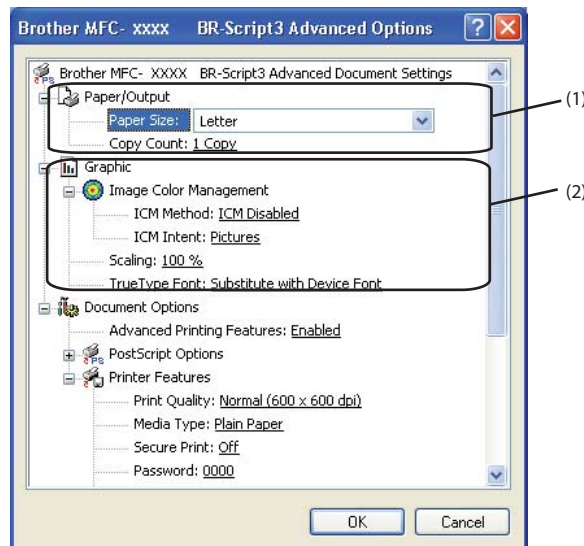 Brother MFC- xxxx BR-Script3 Advanced Options
Brother MFC- XXXX BR-Script3 Advanced Document Settings
Paper/Output
Paper Size: Letter
Copy Count: 1 Copy
(1)
Graphic
Image Color Management
(2)
ICM Method: ICM Disabled
ICM Intent: Pictures
Scaling: 100 %
TrueType Font: Substitute with Device Font
Document Options
Advanced Printing Features: Enabled
PostScript Options
Printer Features
Print Quality: Normal (600 x 600 dpi)
Media Type: Plain Paper
Secure Print: Off
Password: 0000
OK Cancel